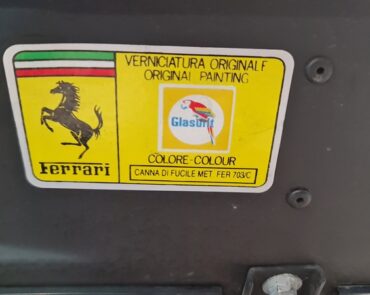 VERNICIATURA ORIGINALE
ORIGINAL PAINTING
Glasurit
COLORE-COLOUR
CANNA DI FUCILE MET FER 703/C
Ferrari